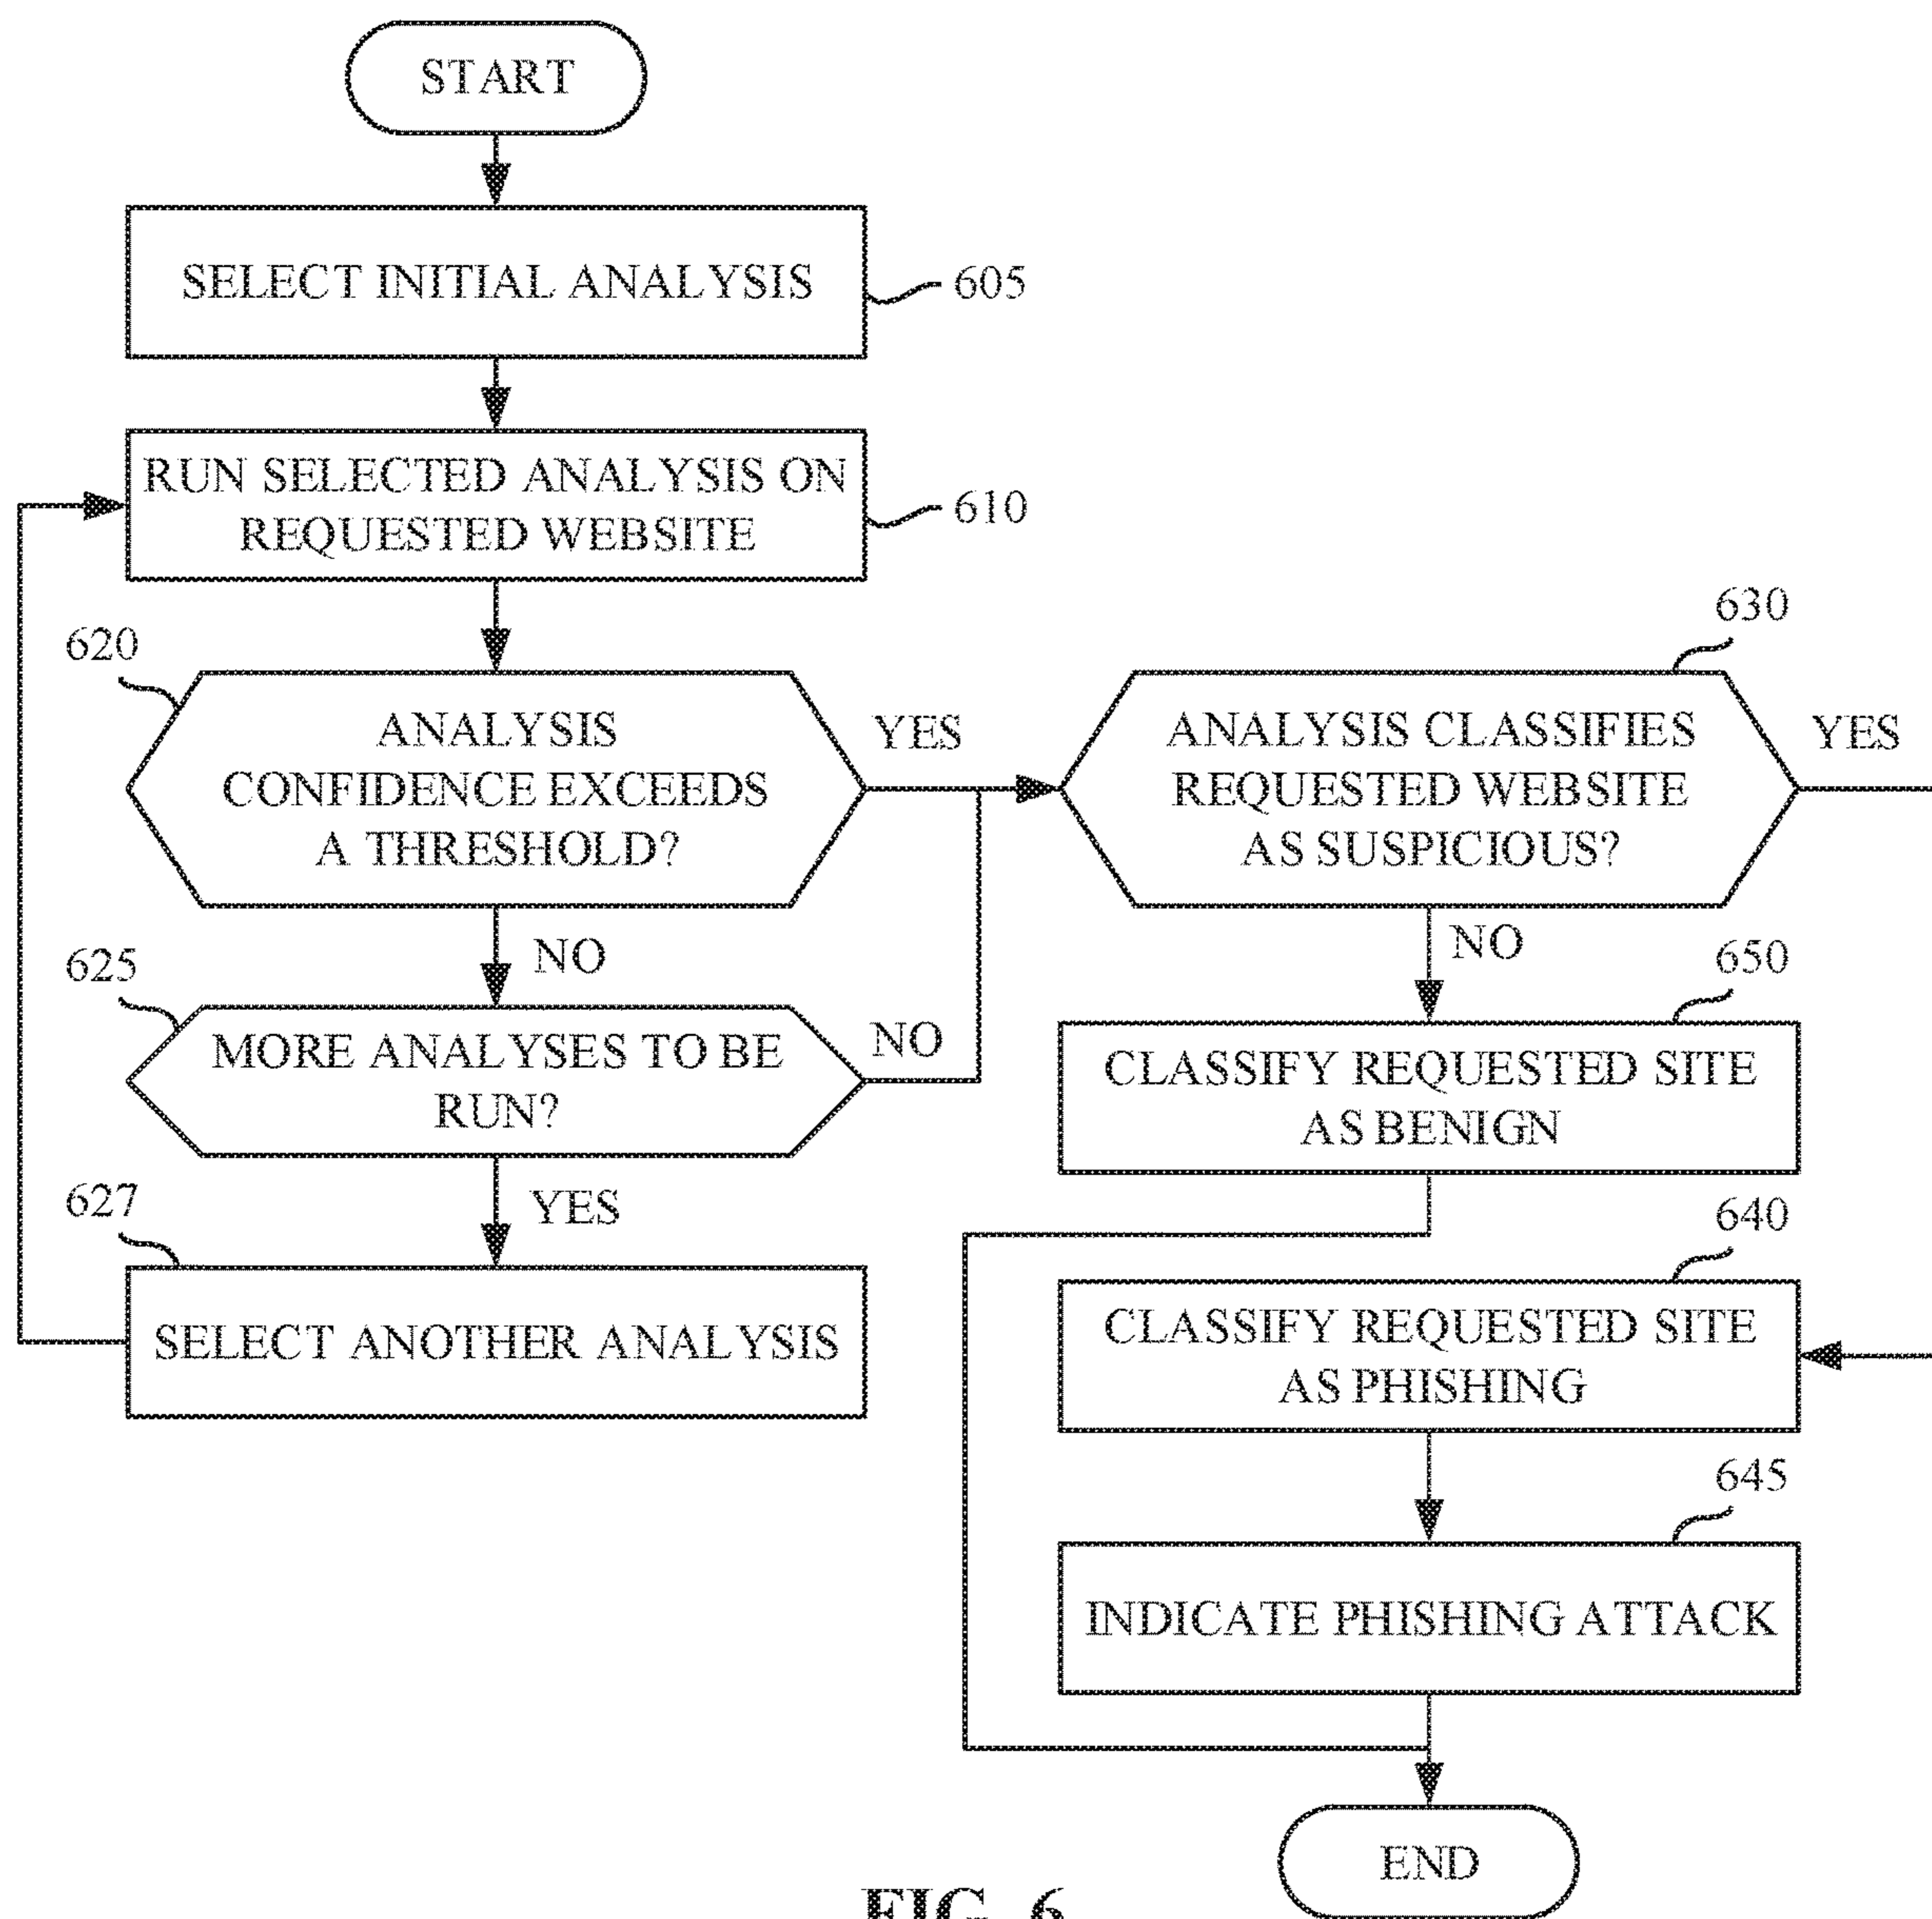 START
SELECT INITIAL ANALYSIS
605
RUN SELECTED ANALYSIS ON
REQUESTED WEBSITE
610
620
ANALYSIS
CONFIDENCE EXCEEDS
A THRESHOLD?
YES
NO
625
MORE ANALYSES TO BE
RUN?
NO
YES
627
SELECT ANOTHER ANALYSIS
630
ANALYSIS CLASSIFIES
REQUESTED WEBSITE
AS SUSPICIOUS?
YES
NO
650
CLASSIFY REQUESTED SITE
AS BENIGN
640
CLASSIFY REQUESTED SITE
AS PHISHING
645
INDICATE PHISHING ATTACK
END
FIG. 6